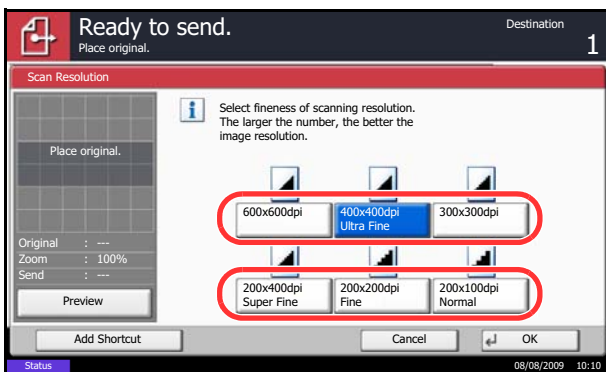 Ready to send.
Destination
Place original.
1
Scan Resolution
Place original.
Select fineness of scanning resolution.
The larger the number, the better the
image resolution.
600x600dpi
400x400dpi
Ultra Fine
300x300dpi
200x400dpi
Super Fine
200x200dpi
Fine
200x100dpi
Normal
Original : ---
Zoom : 100%
Send : ---
Preview
Add Shortcut
Cancel
OK
Status
08/08/2009 10:10